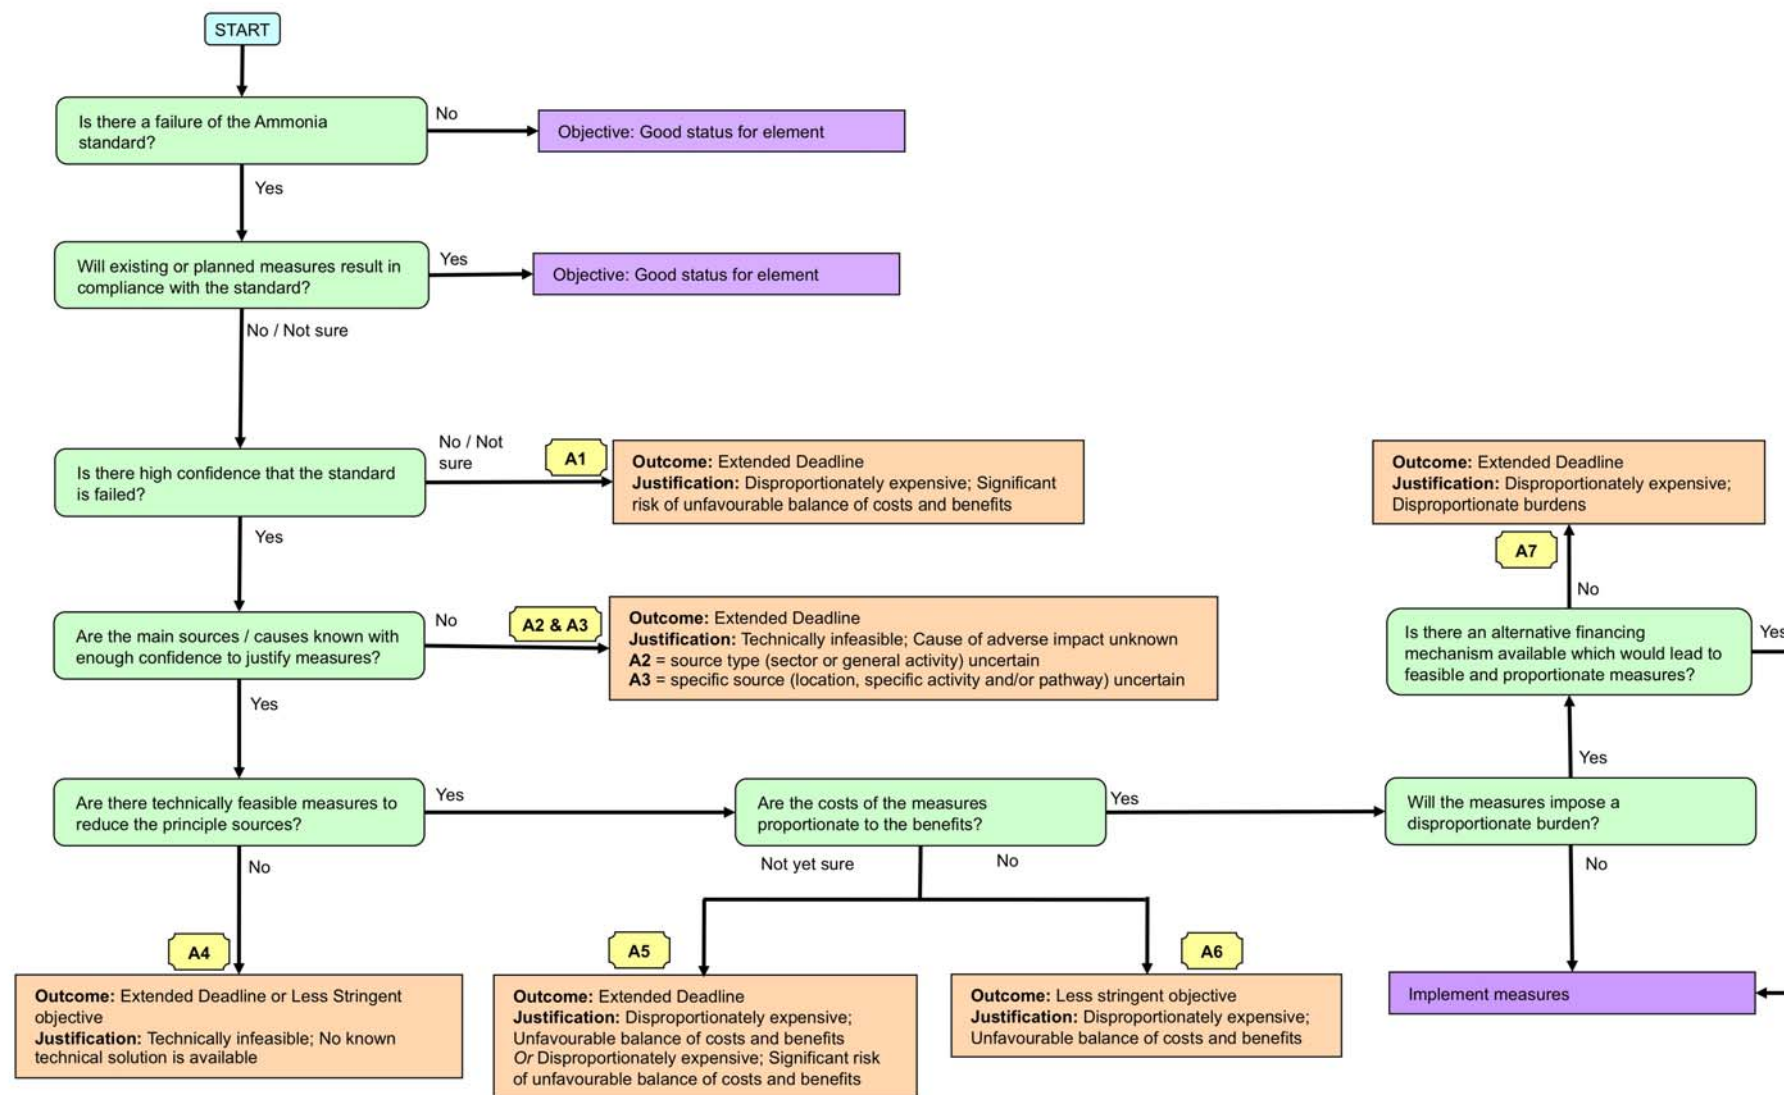 START
Is there a failure of the Ammonia
standard?
No
Objective: Good status for element
Yes
Will existing or planned measures result in
compliance with the standard?
Yes
Objective: Good status for element
No / Not sure
Is there high confidence that the standard
is failed?
No / Not
sure
A1
Outcome: Extended Deadline
Justification: Disproportionately expensive; Significant
risk of unfavourable balance of costs and benefits
Yes
Are the main sources / causes known with
enough confidence to justify measures?
No
A2 & A3
Outcome: Extended Deadline
Justification: Technically infeasible; Cause of adverse impact unknown
A2 = source type (sector or general activity) uncertain
A3 = specific source (location, specific activity and/or pathway) uncertain
Yes
Are there technically feasible measures to
reduce the principle sources?
Yes
Are the costs of the measures
proportionate to the benefits?
Yes
Will the measures impose a
disproportionate burden?
Yes
Is there an alternative financing
mechanism available which would lead to
feasible and proportionate measures?
Yes
No
A7
Outcome: Extended Deadline
Justification: Disproportionately expensive;
Disproportionate burdens
No
Implement measures
No
A4
Outcome: Extended Deadline or Less Stringent
objective
Justification: Technically infeasible; No known
technical solution is available
Not yet sure
No
A5
Outcome: Extended Deadline
Justification: Disproportionately expensive;
Unfavourable balance of costs and benefits
Or Disproportionately expensive; Significant risk
of unfavourable balance of costs and benefits
A6
Outcome: Less stringent objective
Justification: Disproportionately expensive;
Unfavourable balance of costs and benefits